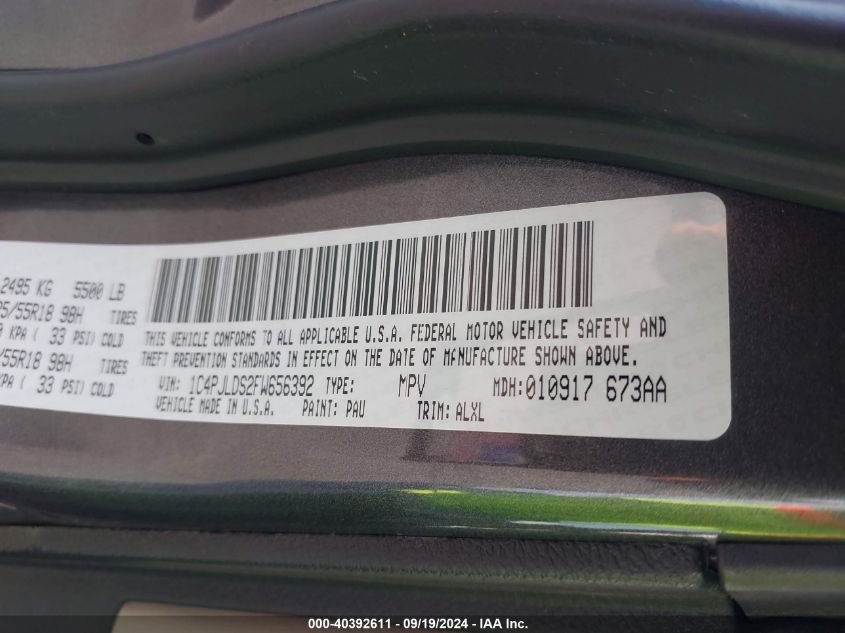 2495 KG 5500 LB
5/55R18 98H TIRES
KPA ( 33 PSI) COLD
/55R18 98H TIRES
KPA ( 33 PSI) COLD
THIS VEHICLE CONFORMS TO ALL APPLICABLE U.S.A. FEDERAL MOTOR VEHICLE SAFETY AND
THEFT PREVENTION STANDARDS IN EFFECT ON THE DATE OF MANUFACTURE SHOWN ABOVE.
VIN: 1C4PJLDS2FW656392 TYPE: MPV MDH:010917 673AA
VEHICLE MADE IN U.S.A. PAINT: PAU TRIM: ALXL
000-40392611 - 09/19/2024 - IAA Inc.